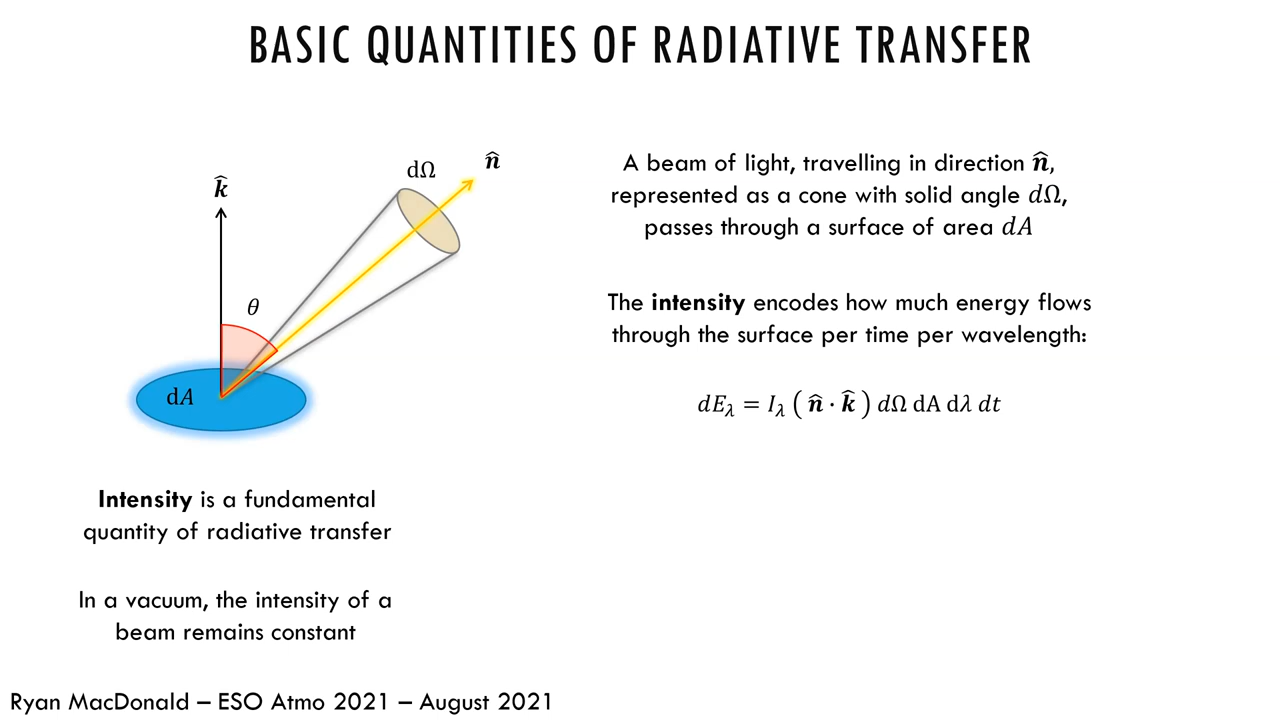 BASIC QUANTITIES OF RADIATIVE TRANSFER
dΩ
n̂
k̂
θ
dA
A beam of light, travelling in direction n̂,
represented as a cone with solid angle dΩ,
passes through a surface of area dA
The intensity encodes how much energy flows
through the surface per time per wavelength:
dE_λ = I_λ ( n̂ · k̂ ) dΩ dA dλ dt
Intensity is a fundamental
quantity of radiative transfer
In a vacuum, the intensity of a
beam remains constant
Ryan MacDonald – ESO Atmo 2021 – August 2021